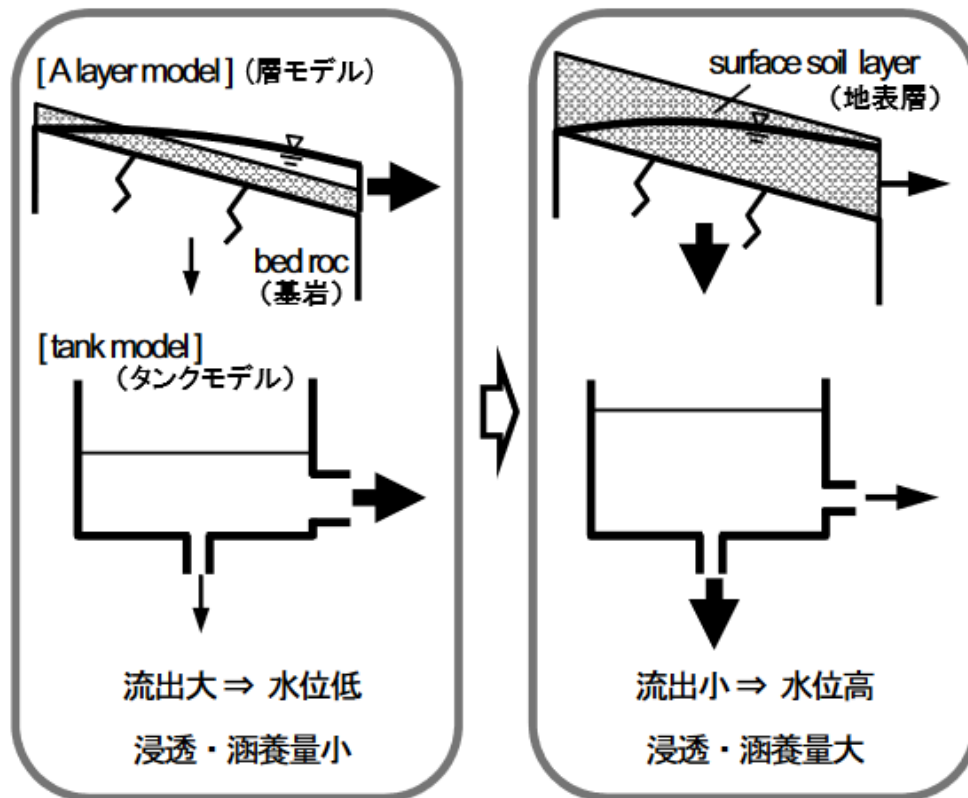 [A layer model] (層モデル)
bed roc
(基岩)
[tank model]
(タンクモデル)
流出大 ⇒ 水位低
浸透・涵養量小
surface soil layer
(地表層)
流出小 ⇒ 水位高
浸透・涵養量大